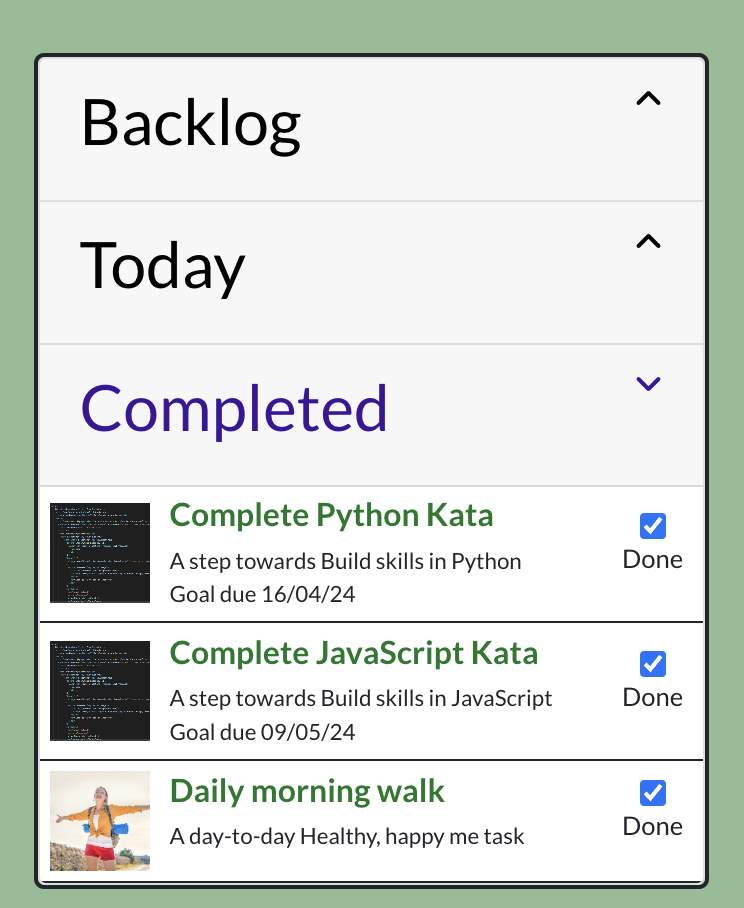 Backlog
Today
Completed
Complete Python Kata
A step towards Build skills in Python
Goal due 16/04/24
Done
Complete JavaScript Kata
A step towards Build skills in JavaScript
Goal due 09/05/24
Done
Daily morning walk
A day-to-day Healthy, happy me task
Done